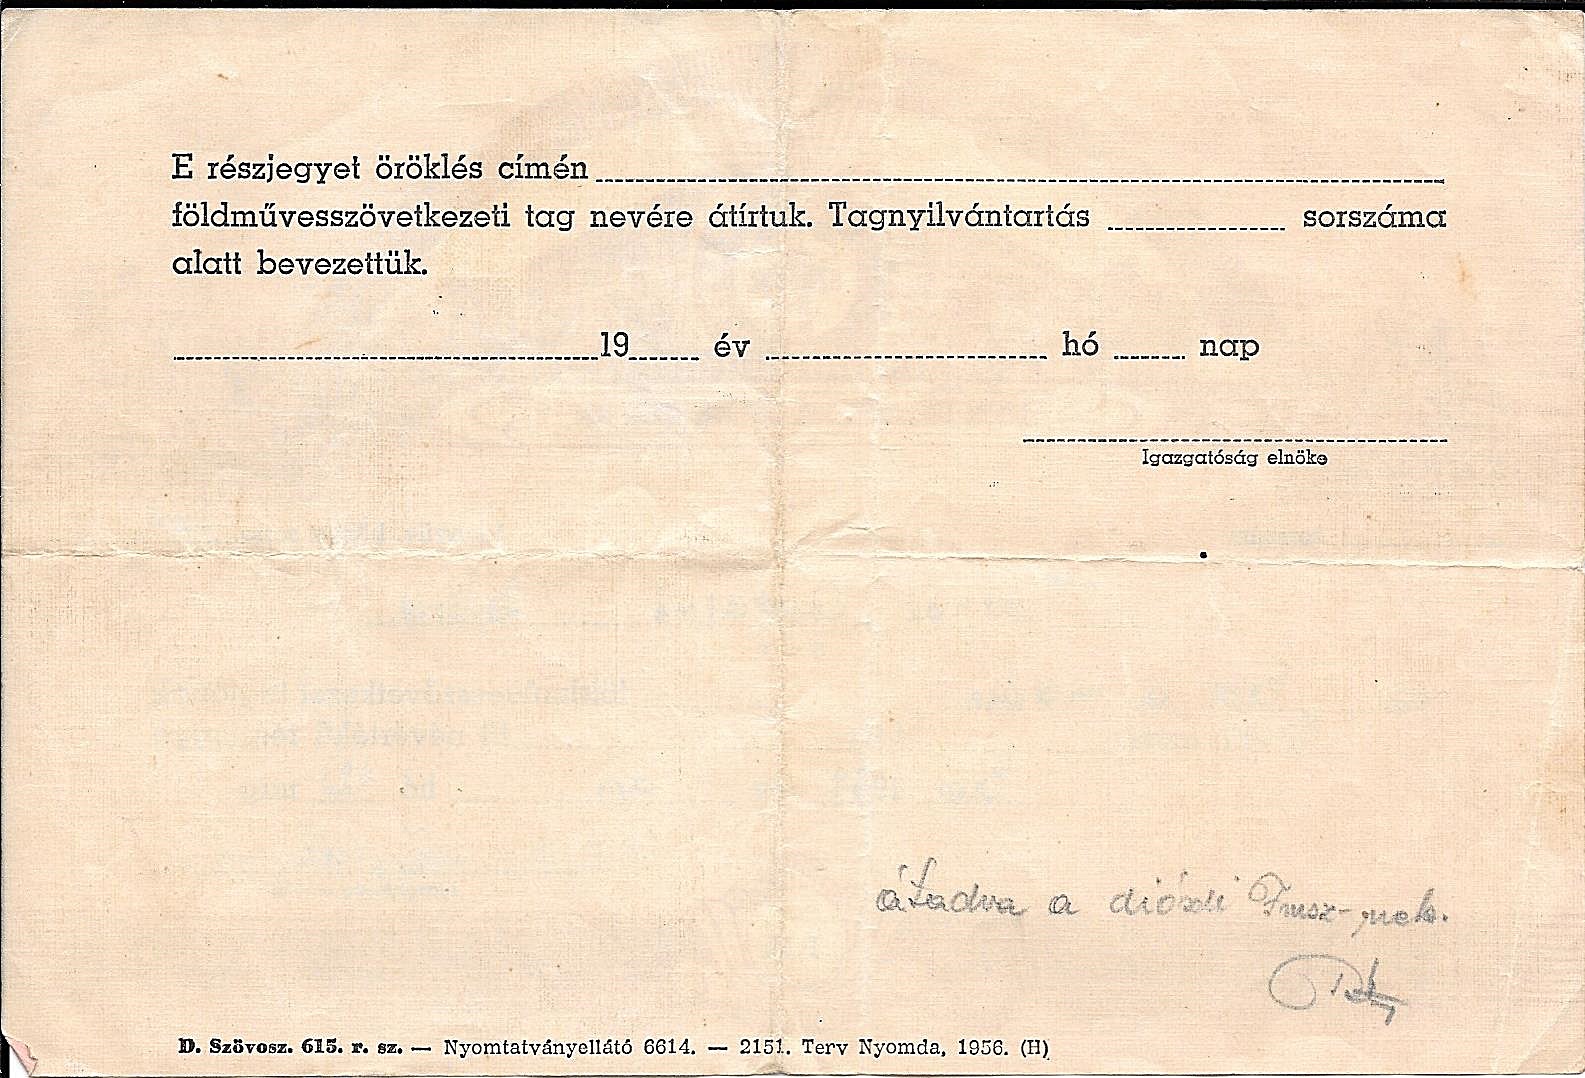 E részjegyet öröklés címén
földművesszövetkezeti tag nevére átírtuk. Tagnyilvántartás sorszáma
alatt bevezettük.
19 év hó nap
Igazgatóság elnöke
átadva a diósdi Fmsz-nek.
D. Szövosz. 615. r. sz. — Nyomtatványellátó 6614. — 2151. Terv Nyomda, 1956. (H)